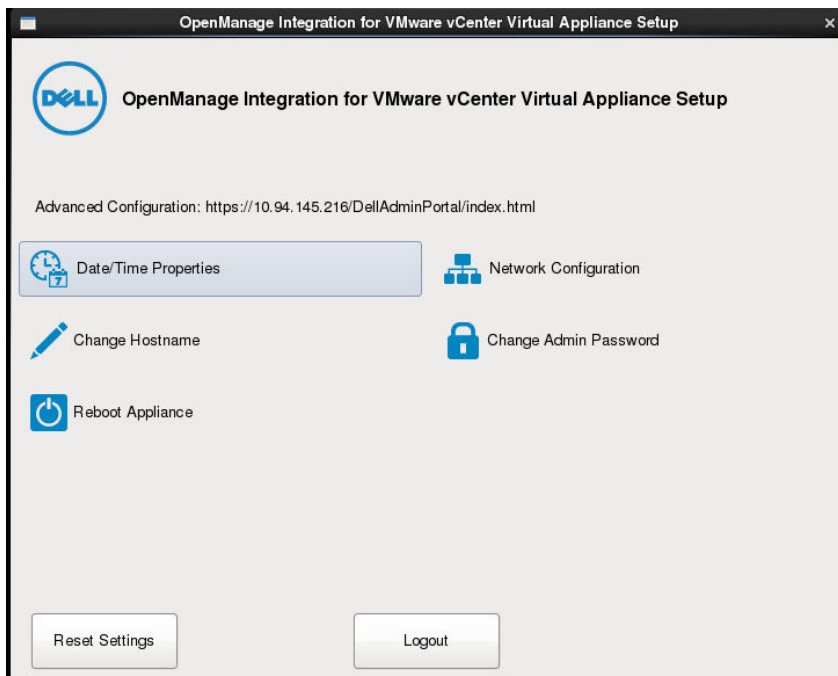 OpenManage Integration for VMware vCenter Virtual Appliance Setup
DELL
OpenManage Integration for VMware vCenter Virtual Appliance Setup
Advanced Configuration: https://10.94.145.216/DellAdminPortal/index.html
7
Date/Time Properties
Network Configuration
Change Hostname
Change Admin Password
Reboot Appliance
Reset Settings
Logout